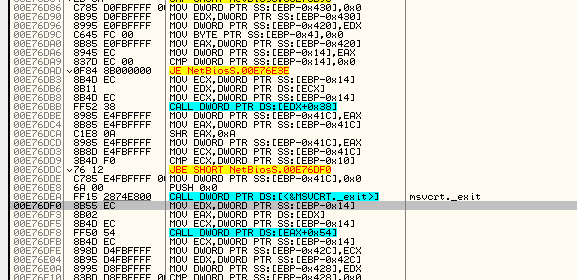 00E76D86 C785 D0FBFFFF 0 MOV DWORD PTR SS:[EBP-0x430],0x0
00E76D90 8B95 D0FBFFFF MOV EDX,DWORD PTR SS:[EBP-0x430]
00E76D96 8995 E0FBFFFF MOV DWORD PTR SS:[EBP-0x420],EDX
00E76D9C C645 FC 00 MOV BYTE PTR SS:[EBP-0x4],0x0
00E76DA0 8B85 E0FBFFFF MOV EAX,DWORD PTR SS:[EBP-0x420]
00E76DA6 8945 EC MOV DWORD PTR SS:[EBP-0x14],EAX
00E76DA9 837D EC 00 CMP DWORD PTR SS:[EBP-0x14],0x0
00E76DAD 0F84 8B000000 JE NetBiosS.00E76E3E
00E76DB3 8B4D EC MOV ECX,DWORD PTR SS:[EBP-0x14]
00E76DB6 8B11 MOV EDX,DWORD PTR DS:[ECX]
00E76DB8 8B4D EC MOV ECX,DWORD PTR SS:[EBP-0x14]
00E76DBB FF52 38 CALL DWORD PTR DS:[EDX+0x38]
00E76DBE 8985 E4FBFFFF MOV DWORD PTR SS:[EBP-0x41C],EAX
00E76DC4 8B85 E4FBFFFF MOV EAX,DWORD PTR SS:[EBP-0x41C]
00E76DCA C1E8 0A SHR EAX,0xA
00E76DCD 8985 E4FBFFFF MOV DWORD PTR SS:[EBP-0x41C],EAX
00E76DD3 8B8D E4FBFFFF MOV ECX,DWORD PTR SS:[EBP-0x41C]
00E76DD9 3B4D F0 CMP ECX,DWORD PTR SS:[EBP-0x10]
00E76DDC 76 12 JBE SHORT NetBiosS.00E76DF0
00E76DDE C785 E4FBFFFF 0 MOV DWORD PTR SS:[EBP-0x41C],0x0
00E76DE8 6A 00 PUSH 0x0
00E76DEA FF15 2874E800 CALL DWORD PTR DS:[<&MSVCRT._exit>] msvcrt._exit
00E76DF0 8B55 EC MOV EDX,DWORD PTR SS:[EBP-0x14]
00E76DF3 8B02 MOV EAX,DWORD PTR DS:[EDX]
00E76DF5 8B4D EC MOV ECX,DWORD PTR SS:[EBP-0x14]
00E76DF8 FF50 54 CALL DWORD PTR DS:[EAX+0x54]
00E76DFB 8B4D EC MOV ECX,DWORD PTR SS:[EBP-0x14]
00E76DFE 898D D4FBFFFF MOV DWORD PTR SS:[EBP-0x42C],ECX
00E76E04 8B95 D4FBFFFF MOV EDX,DWORD PTR SS:[EBP-0x42C]
00E76E0A 8995 D8FBFFFF MOV DWORD PTR SS:[EBP-0x428],EDX